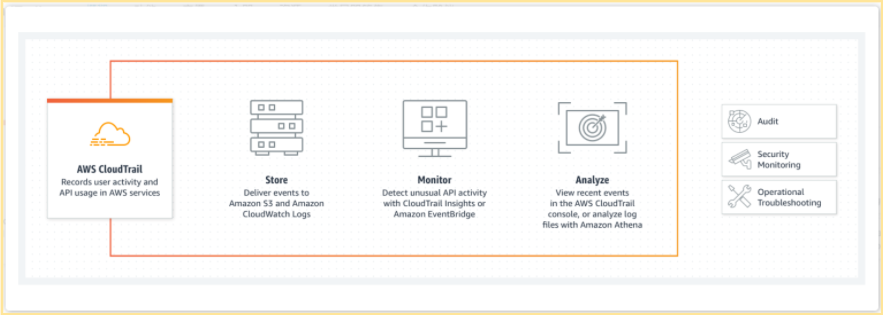 AWS CloudTrail
Records user activity and
API usage in AWS services
Store
Deliver events to
Amazon S3 and Amazon
CloudWatch Logs
Monitor
Detect unusual API activity
with CloudTrail Insights or
Amazon EventBridge
Analyze
View recent events
in the AWS CloudTrail
console, or analyze log
files with Amazon Athena
Audit
Security
Monitoring
Operational
Troubleshooting